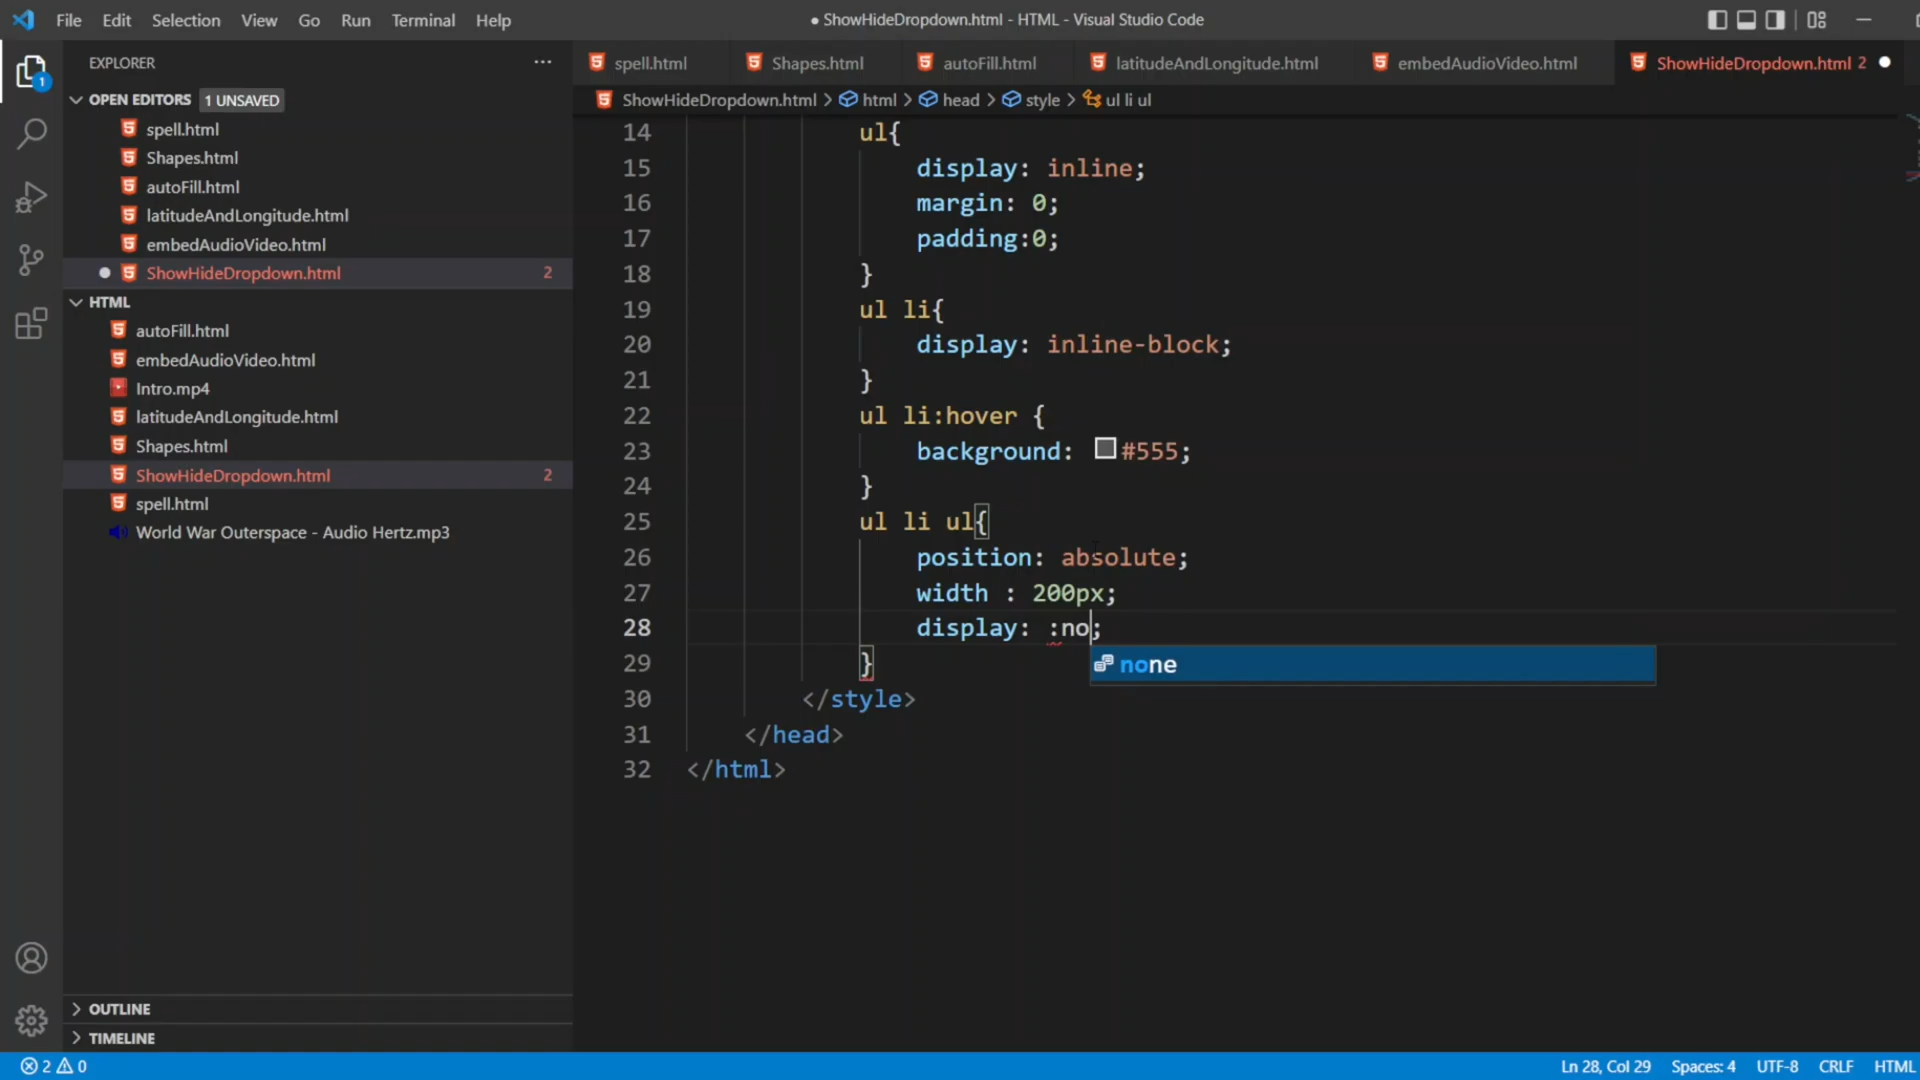 File Edit Selection View Go Run Terminal Help
● ShowHideDropdown.html - HTML - Visual Studio Code
EXPLORER
1
OPEN EDITORS 1 UNSAVED
spell.html
Shapes.html
autoFill.html
latitudeAndLongitude.html
embedAudioVideo.html
ShowHideDropdown.html 2
HTML
autoFill.html
embedAudioVideo.html
Intro.mp4
latitudeAndLongitude.html
Shapes.html
ShowHideDropdown.html 2
spell.html
World War Outerspace - Audio Hertz.mp3
OUTLINE
TIMELINE
spell.html Shapes.html autoFill.html latitudeAndLongitude.html embedAudioVideo.html ShowHideDropdown.html 2
ShowHideDropdown.html > html > head > style > ul li ul
14 ul{
15 display: inline;
16 margin: 0;
17 padding:0;
18 }
19 ul li{
20 display: inline-block;
21 }
22 ul li:hover {
23 background: #555;
24 }
25 ul li ul{
26 position: absolute;
27 width : 200px;
28 display: :no;
none
29 }
30 </style>
31 </head>
32 </html>
2 0 Ln 28, Col 29 Spaces: 4 UTF-8 CRLF HTML